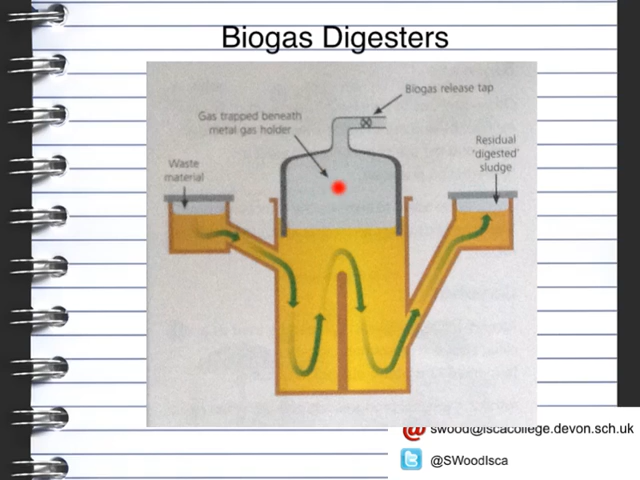 Biogas Digesters
Biogas release tap
Gas trapped beneath
metal gas holder
Residual
'digested'
sludge
Waste
material
swood@iscacollege.devon.sch.uk
@SWoodIsca